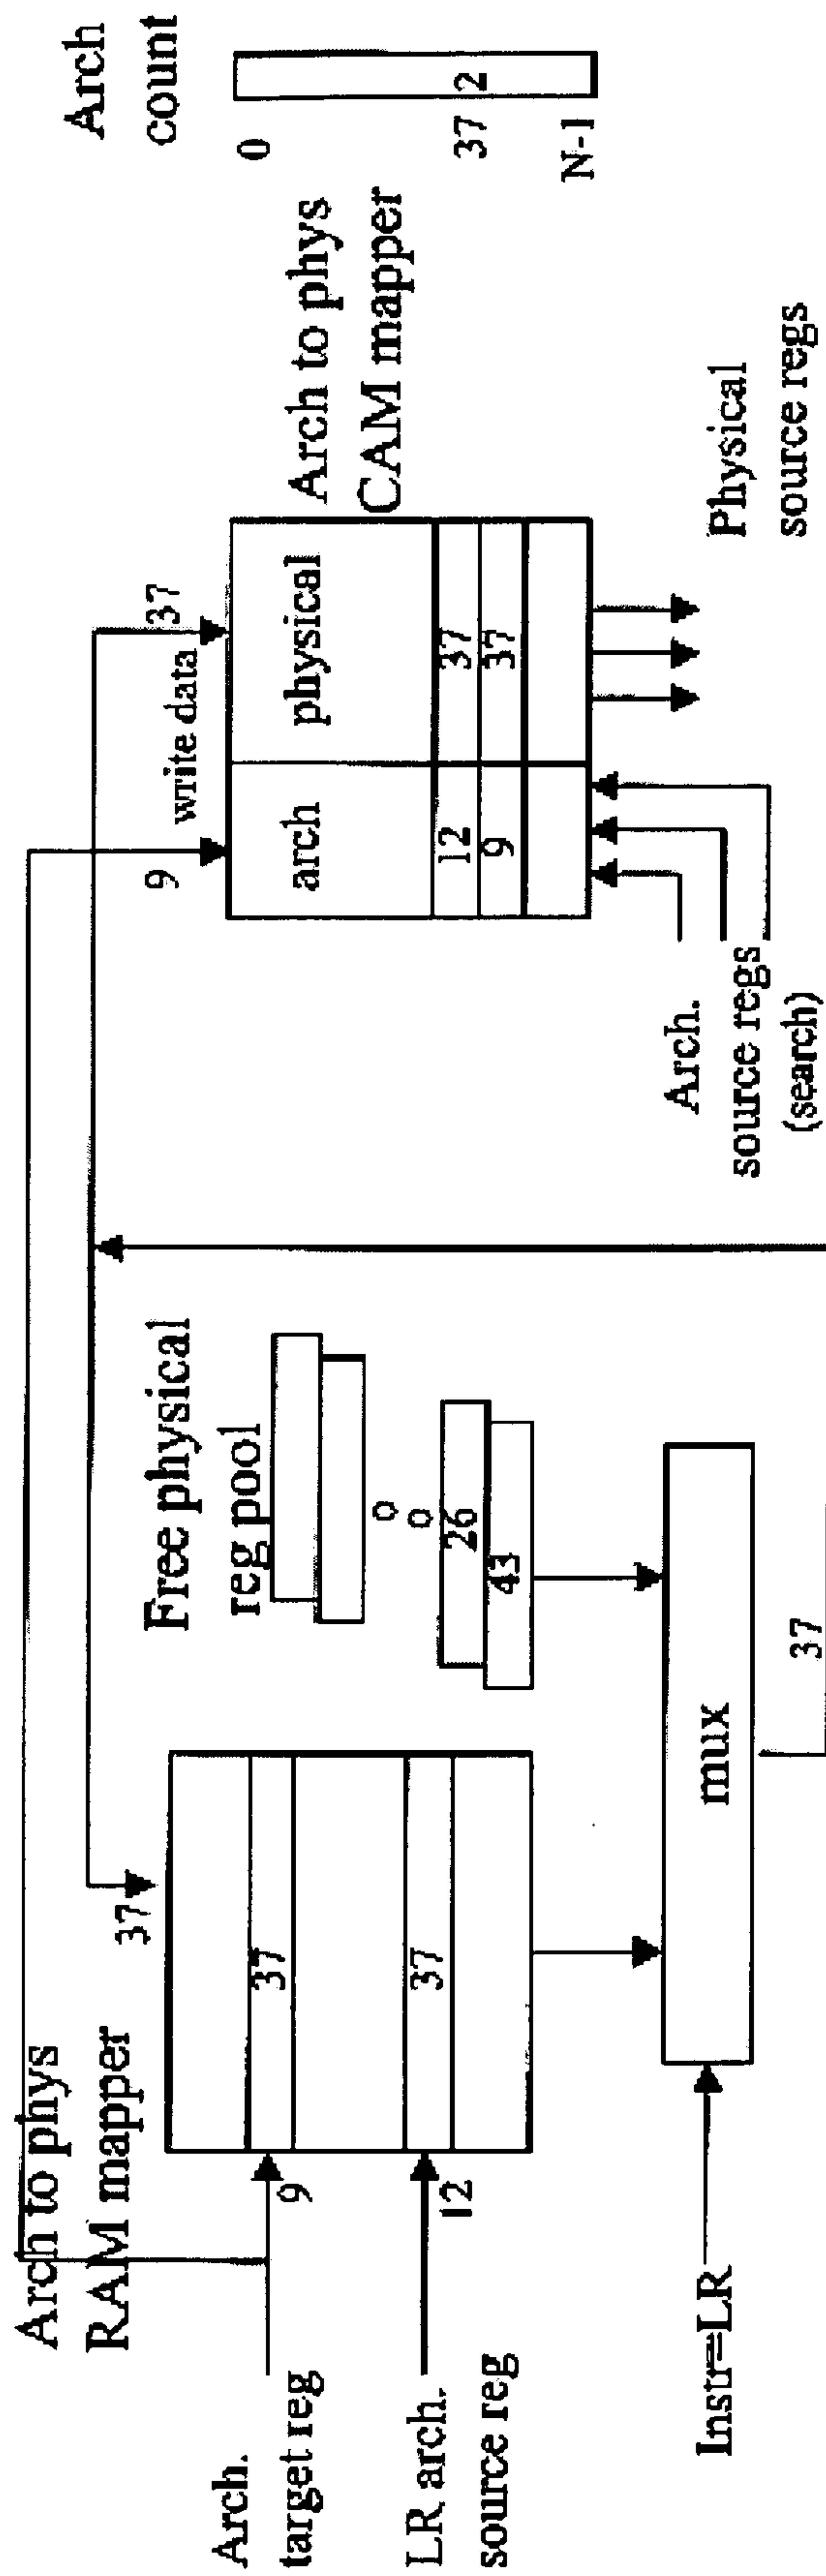 Arch to phys
RAM mapper
37
Arch.
target reg
9
37
LR arch.
source reg
12
37
Instr=LR
mux
37
Free physical
reg pool
o
o
26
43
9
write data
37
arch
physical
12
37
9
37
Arch to phys
CAM mapper
Arch.
source regs
(search)
Physical
source regs
Arch
count
0
37
2
N-1